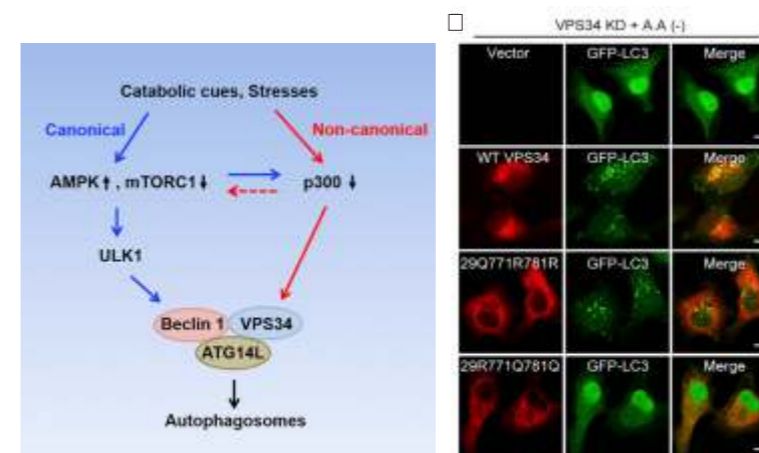 Catabolic cues, Stresses
Canonical
Non-canonical
AMPK↑, mTORC1↓
p300 ↓
ULK1
Beclin 1
VPS34
ATG14L
Autophagosomes
VPS34 KD + A.A (-)
Vector
GFP-LC3
Merge
WT VPS34
GFP-LC3
Merge
29Q771R781R
GFP-LC3
Merge
29R771Q781Q
GFP-LC3
Merge